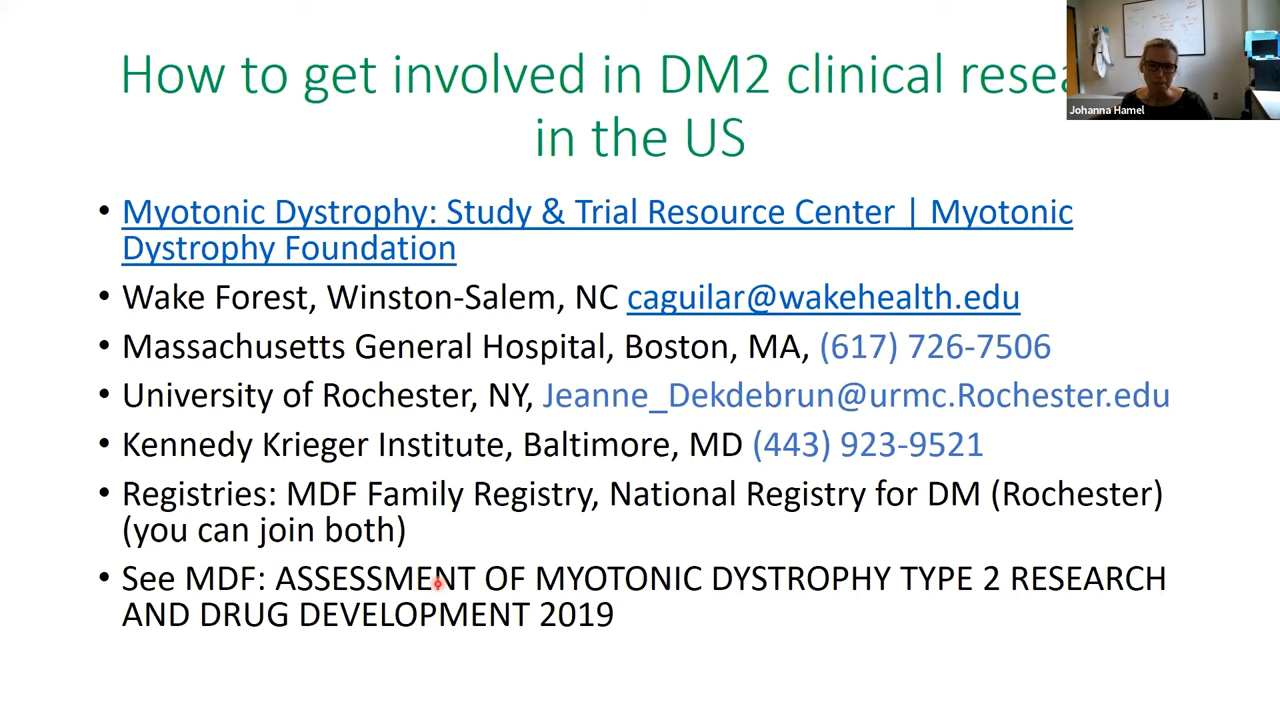 How to get involved in DM2 clinical resea
in the US
Johanna Hamel
• Myotonic Dystrophy: Study & Trial Resource Center | Myotonic
Dystrophy Foundation
• Wake Forest, Winston-Salem, NC caguilar@wakehealth.edu
• Massachusetts General Hospital, Boston, MA, (617) 726-7506
• University of Rochester, NY, Jeanne_Dekdebrun@urmc.Rochester.edu
• Kennedy Krieger Institute, Baltimore, MD (443) 923-9521
• Registries: MDF Family Registry, National Registry for DM (Rochester)
(you can join both)
• See MDF: ASSESSMENT OF MYOTONIC DYSTROPHY TYPE 2 RESEARCH
AND DRUG DEVELOPMENT 2019